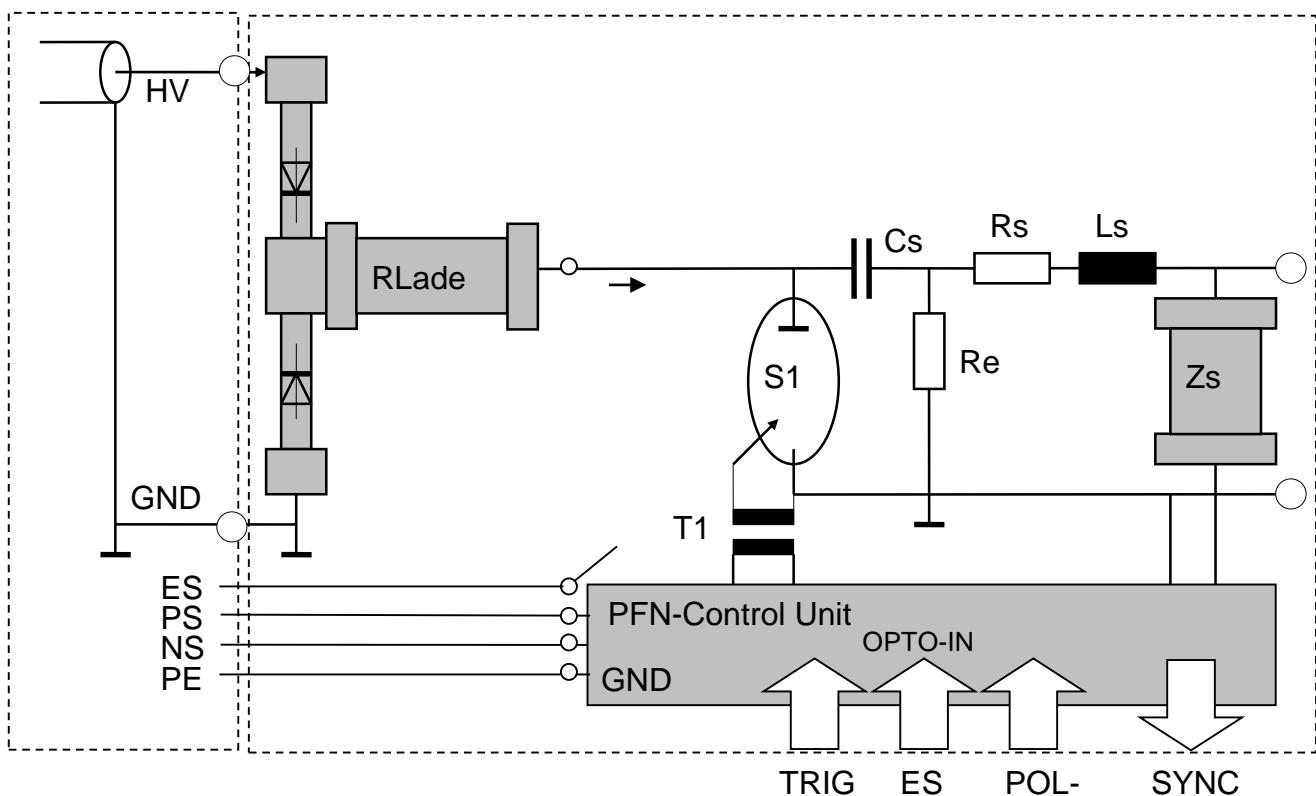 HV
Rs
Ls
Cs
RLade
S1
Re
Zs
GND
T1
ES
PS
NS
PE
PFN-Control Unit
OPTO-IN
GND
TRIG
ES
POL-
SYNC